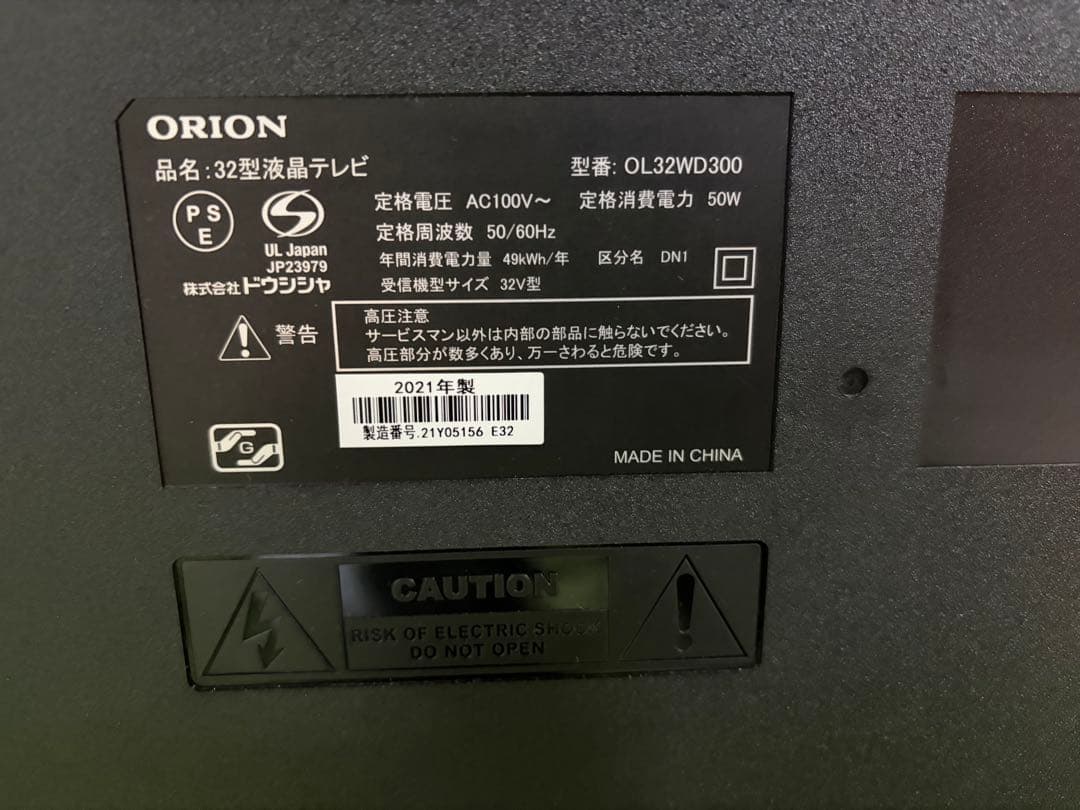 ORION
品名:32型液晶テレビ 型番: OL32WD300
PSE
定格電圧 AC100V~ 定格消費電力 50W
定格周波数 50/60Hz
UL Japan
JP23979
年間消費電力量 49kWh/年 区分名 DN1
株式会社ドウシシャ
受信機型サイズ 32V型
警告
高圧注意
サービスマン以外は内部の部品に触らないでください。
高圧部分が数多くあり、万一さわると危険です。
2021年製
製造番号.21Y05156 E32
G
MADE IN CHINA
CAUTION
RISK OF ELECTRIC SHOCK
DO NOT OPEN